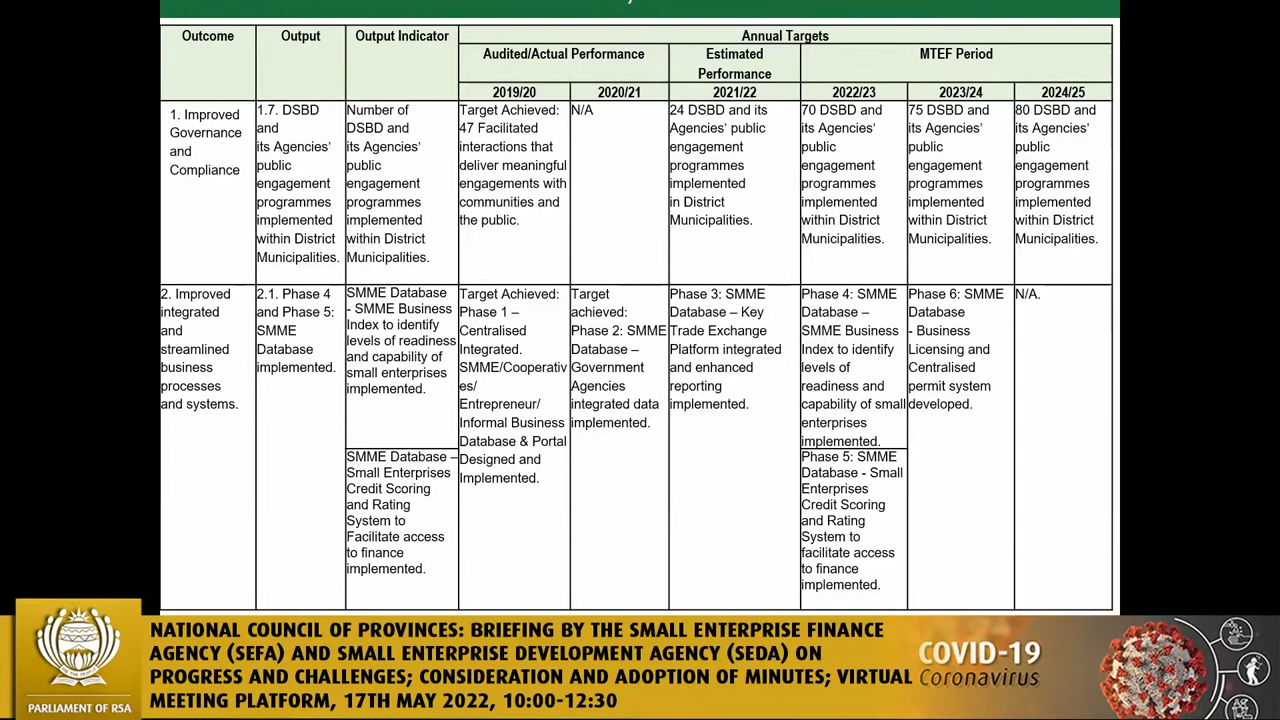 Outcome
Output
Output Indicator
Annual Targets
Audited/Actual Performance
Estimated
Performance
MTEF Period
2019/20
2020/21
2021/22
2022/23
2023/24
2024/25
1. Improved
Governance
and
Compliance
1.7. DSBD
and
its Agencies’
public
engagement
programmes
implemented
within District
Municipalities.
Number of
DSBD and
its Agencies’
public
engagement
programmes
implemented
within District
Municipalities.
Target Achieved:
47 Facilitated
interactions that
deliver meaningful
engagements with
communities and
the public.
N/A
24 DSBD and its
Agencies’ public
engagement
programmes
implemented
in District
Municipalities.
70 DSBD and
its Agencies’
public
engagement
programmes
implemented
within District
Municipalities.
75 DSBD and
its Agencies’
public
engagement
programmes
implemented
within District
Municipalities.
80 DSBD and
its Agencies’
public
engagement
programmes
implemented
within District
Municipalities.
2. Improved
integrated
and
streamlined
business
processes
and systems.
2.1. Phase 4
and Phase 5:
SMME
Database
implemented.
SMME Database
- SMME Business
Index to identify
levels of readiness
and capability of
small enterprises
implemented.
SMME Database –
Small Enterprises
Credit Scoring
and Rating
System to
Facilitate access
to finance
implemented.
Target Achieved:
Phase 1 –
Centralised
Integrated.
SMME/Cooperativ
es/
Entrepreneur/
Informal Business
Database & Portal
Designed and
Implemented.
Target
achieved:
Phase 2: SMME
Database –
Government
Agencies
integrated data
implemented.
Phase 3: SMME
Database – Key
Trade Exchange
Platform integrated
and enhanced
reporting
implemented.
Phase 4: SMME
Database –
SMME Business
Index to identify
levels of
readiness and
capability of small
enterprises
implemented.
Phase 5: SMME
Database - Small
Enterprises
Credit Scoring
and Rating
System to
facilitate access
to finance
implemented.
Phase 6: SMME
Database
- Business
Licensing and
Centralised
permit system
developed.
N/A.
NATIONAL COUNCIL OF PROVINCES: BRIEFING BY THE SMALL ENTERPRISE FINANCE
AGENCY (SEFA) AND SMALL ENTERPRISE DEVELOPMENT AGENCY (SEDA) ON
PROGRESS AND CHALLENGES; CONSIDERATION AND ADOPTION OF MINUTES; VIRTUAL
MEETING PLATFORM, 17TH MAY 2022, 10:00-12:30
PARLIAMENT OF RSA
COVID-19
Coronavirus